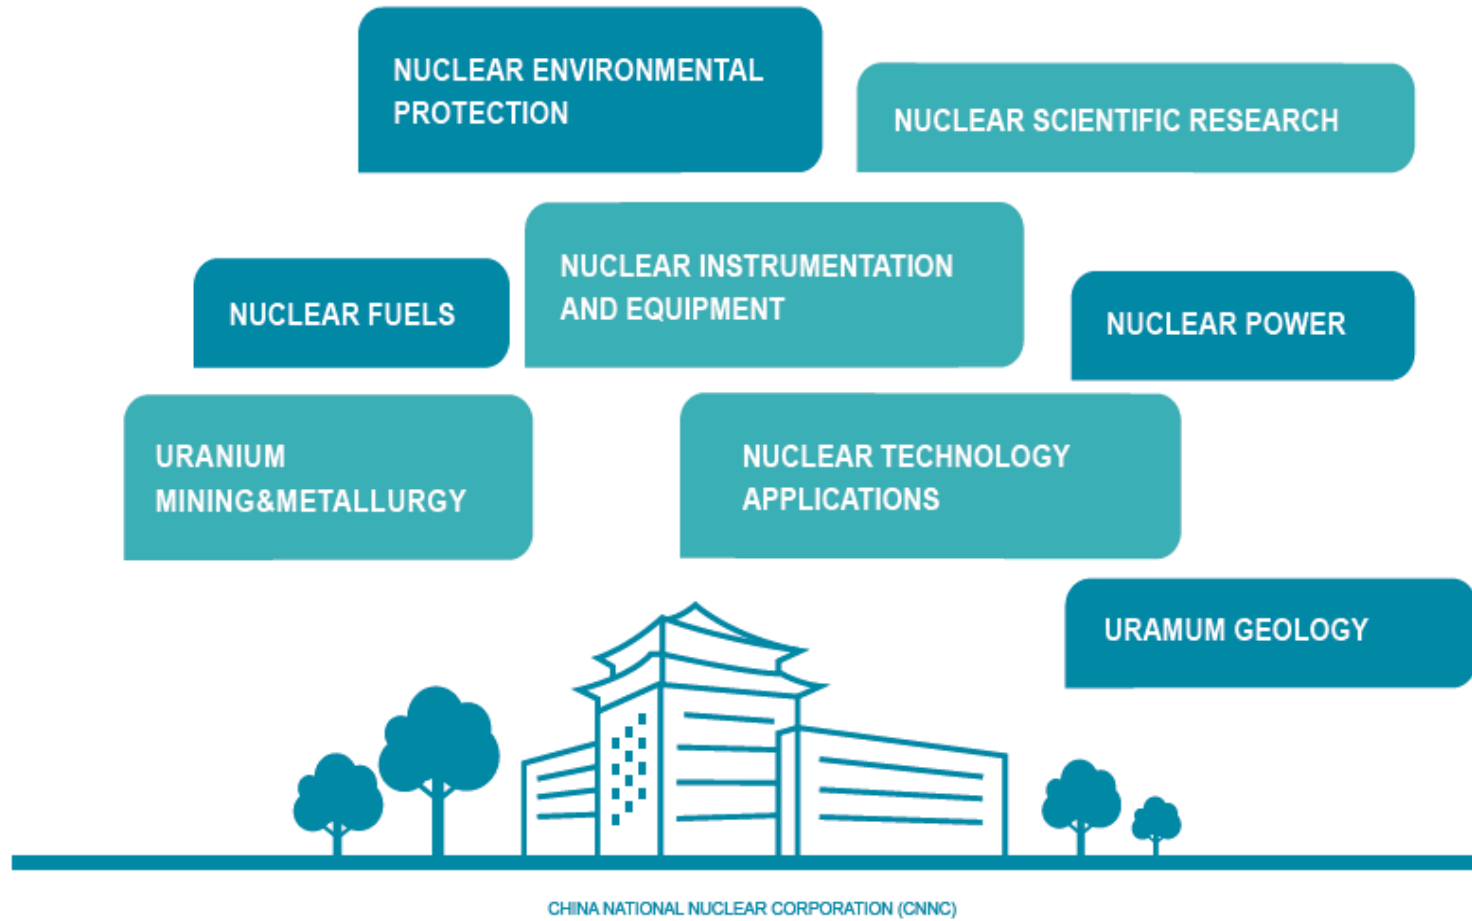 NUCLEAR ENVIRONMENTAL
PROTECTION
NUCLEAR SCIENTIFIC RESEARCH
NUCLEAR FUELS
NUCLEAR INSTRUMENTATION
AND EQUIPMENT
NUCLEAR POWER
URANIUM
MINING&METALLURGY
NUCLEAR TECHNOLOGY
APPLICATIONS
URAMUM GEOLOGY
CHINA NATIONAL NUCLEAR CORPORATION (CNNC)